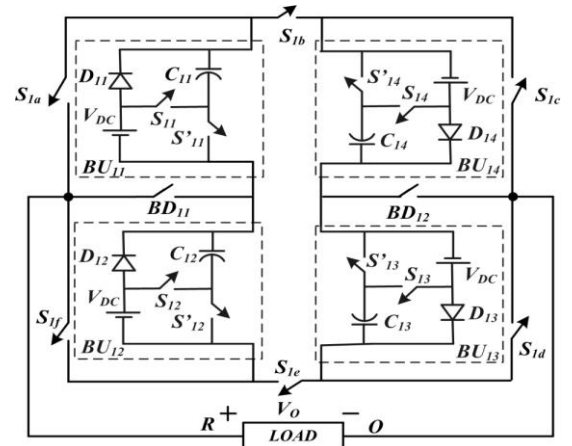 S1b
D11
C11
S'14
S1a
S11
S14
VDC
S1c
VDC
S'11
C14
D14
BU11
BU14
BD11
BD12
D12
C12
S'13
S12
S13
VDC
VDC
S'12
C13
D13
S1f
S1d
BU12
BU13
S1e
R + VO − O
LOAD